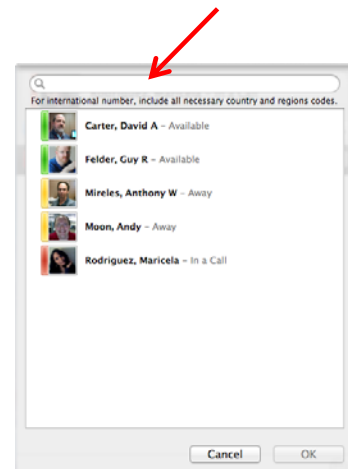 For international number, include all necessary country and regions codes.
Carter, David A – Available
Felder, Guy R – Available
Mireles, Anthony W – Away
Moon, Andy – Away
Rodriguez, Maricela – In a Call
Cancel OK